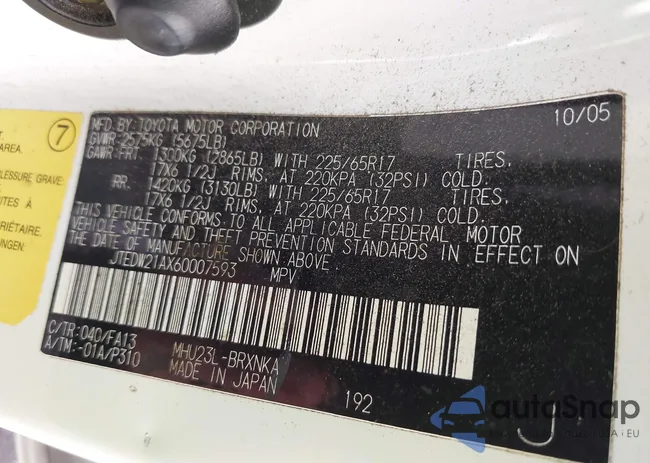 10/05
7
MFD.BY TOYOTA MOTOR CORPORATION
GVWR 2575KG (5675LB)
GAWR FRT. 1300KG (2865LB) WITH 225/65R17 TIRES,
17X6 1/2J RIMS, AT 220KPA (32PSI) COLD.
RR. 1420KG (3130LB) WITH 225/65R17 TIRES,
17X6 1/2J RIMS, AT 220KPA (32PSI) COLD.
THIS VEHICLE CONFORMS TO ALL APPLICABLE FEDERAL MOTOR
VEHICLE SAFETY AND THEFT PREVENTION STANDARDS IN EFFECT ON
THE DATE OF MANUFACTURE SHOWN ABOVE.
JTEDW21AX60007593 MPV
C/TR:040/FA13
A/TM:-01A/P310
MHU23L-BRXNKA
MADE IN JAPAN
192
J
AREA.
PRESSURE GRAVE
autoSnap